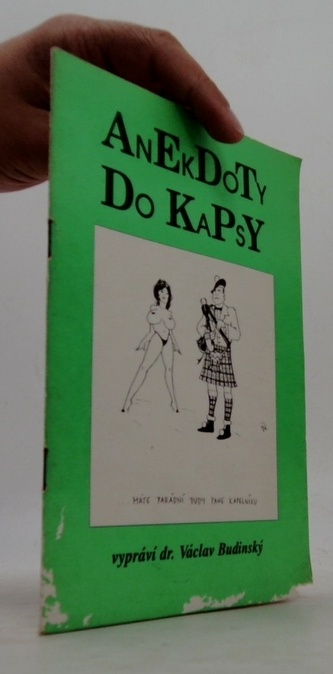 ANEKDOTY
DO KAPSY
...MÁTE PARÁDNÍ DUDY PANE KAPELNÍKU
vypráví dr. Václav Budinský